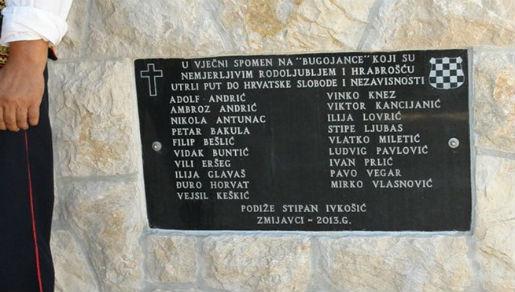 U VJEČNI SPOMEN NA "BUGOJANCE" KOJI SU
NEMJERLJIVIM RODOLJUBLJEM I HRABROŠĆU
UTRLI PUT DO HRVATSKE SLOBODE I NEZAVISNOSTI
ADOLF ANDRIĆ
AMBROZ ANDRIĆ
NIKOLA ANTUNAC
PETAR BAKULA
FILIP BEŠLIĆ
VIDAK BUNTIĆ
VILI ERŠEG
ILIJA GLAVAŠ
ĐURO HORVAT
VEJSIL KEŠKIĆ
VINKO KNEZ
VIKTOR KANCIJANIĆ
ILIJA LOVRIĆ
STIPE LJUBAS
VLATKO MILETIĆ
LUDVIG PAVLOVIĆ
IVAN PRLIĆ
PAVO VEGAR
MIRKO VLASNOVIĆ
PODIŽE STIPAN IVKOŠIĆ
ZMIJAVCI - 2013.G.